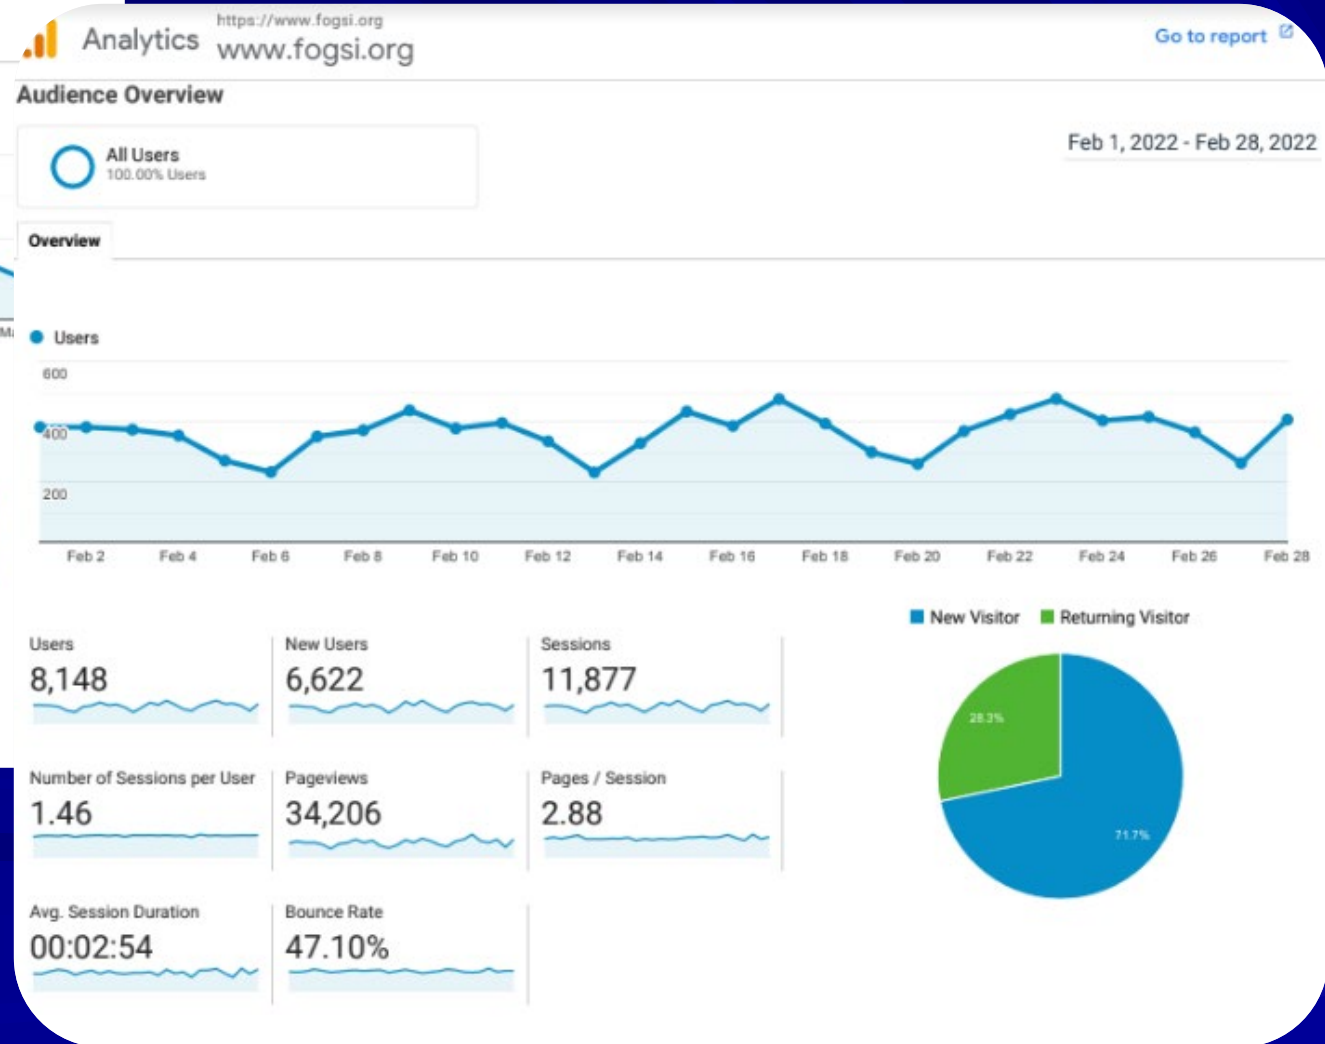 https://www.fogsi.org
Analytics www.fogsi.org
Go to report
Audience Overview
All Users
100.00% Users
Feb 1, 2022 - Feb 28, 2022
Overview
Users
600
400
200
Feb 2 Feb 4 Feb 6 Feb 8 Feb 10 Feb 12 Feb 14 Feb 16 Feb 18 Feb 20 Feb 22 Feb 24 Feb 26 Feb 28
New Visitor Returning Visitor
Users New Users Sessions
8,148 6,622 11,877
28.3%
Number of Sessions per User Pageviews Pages / Session
1.46 34,206 2.88
71.7%
Avg. Session Duration Bounce Rate
00:02:54 47.10%